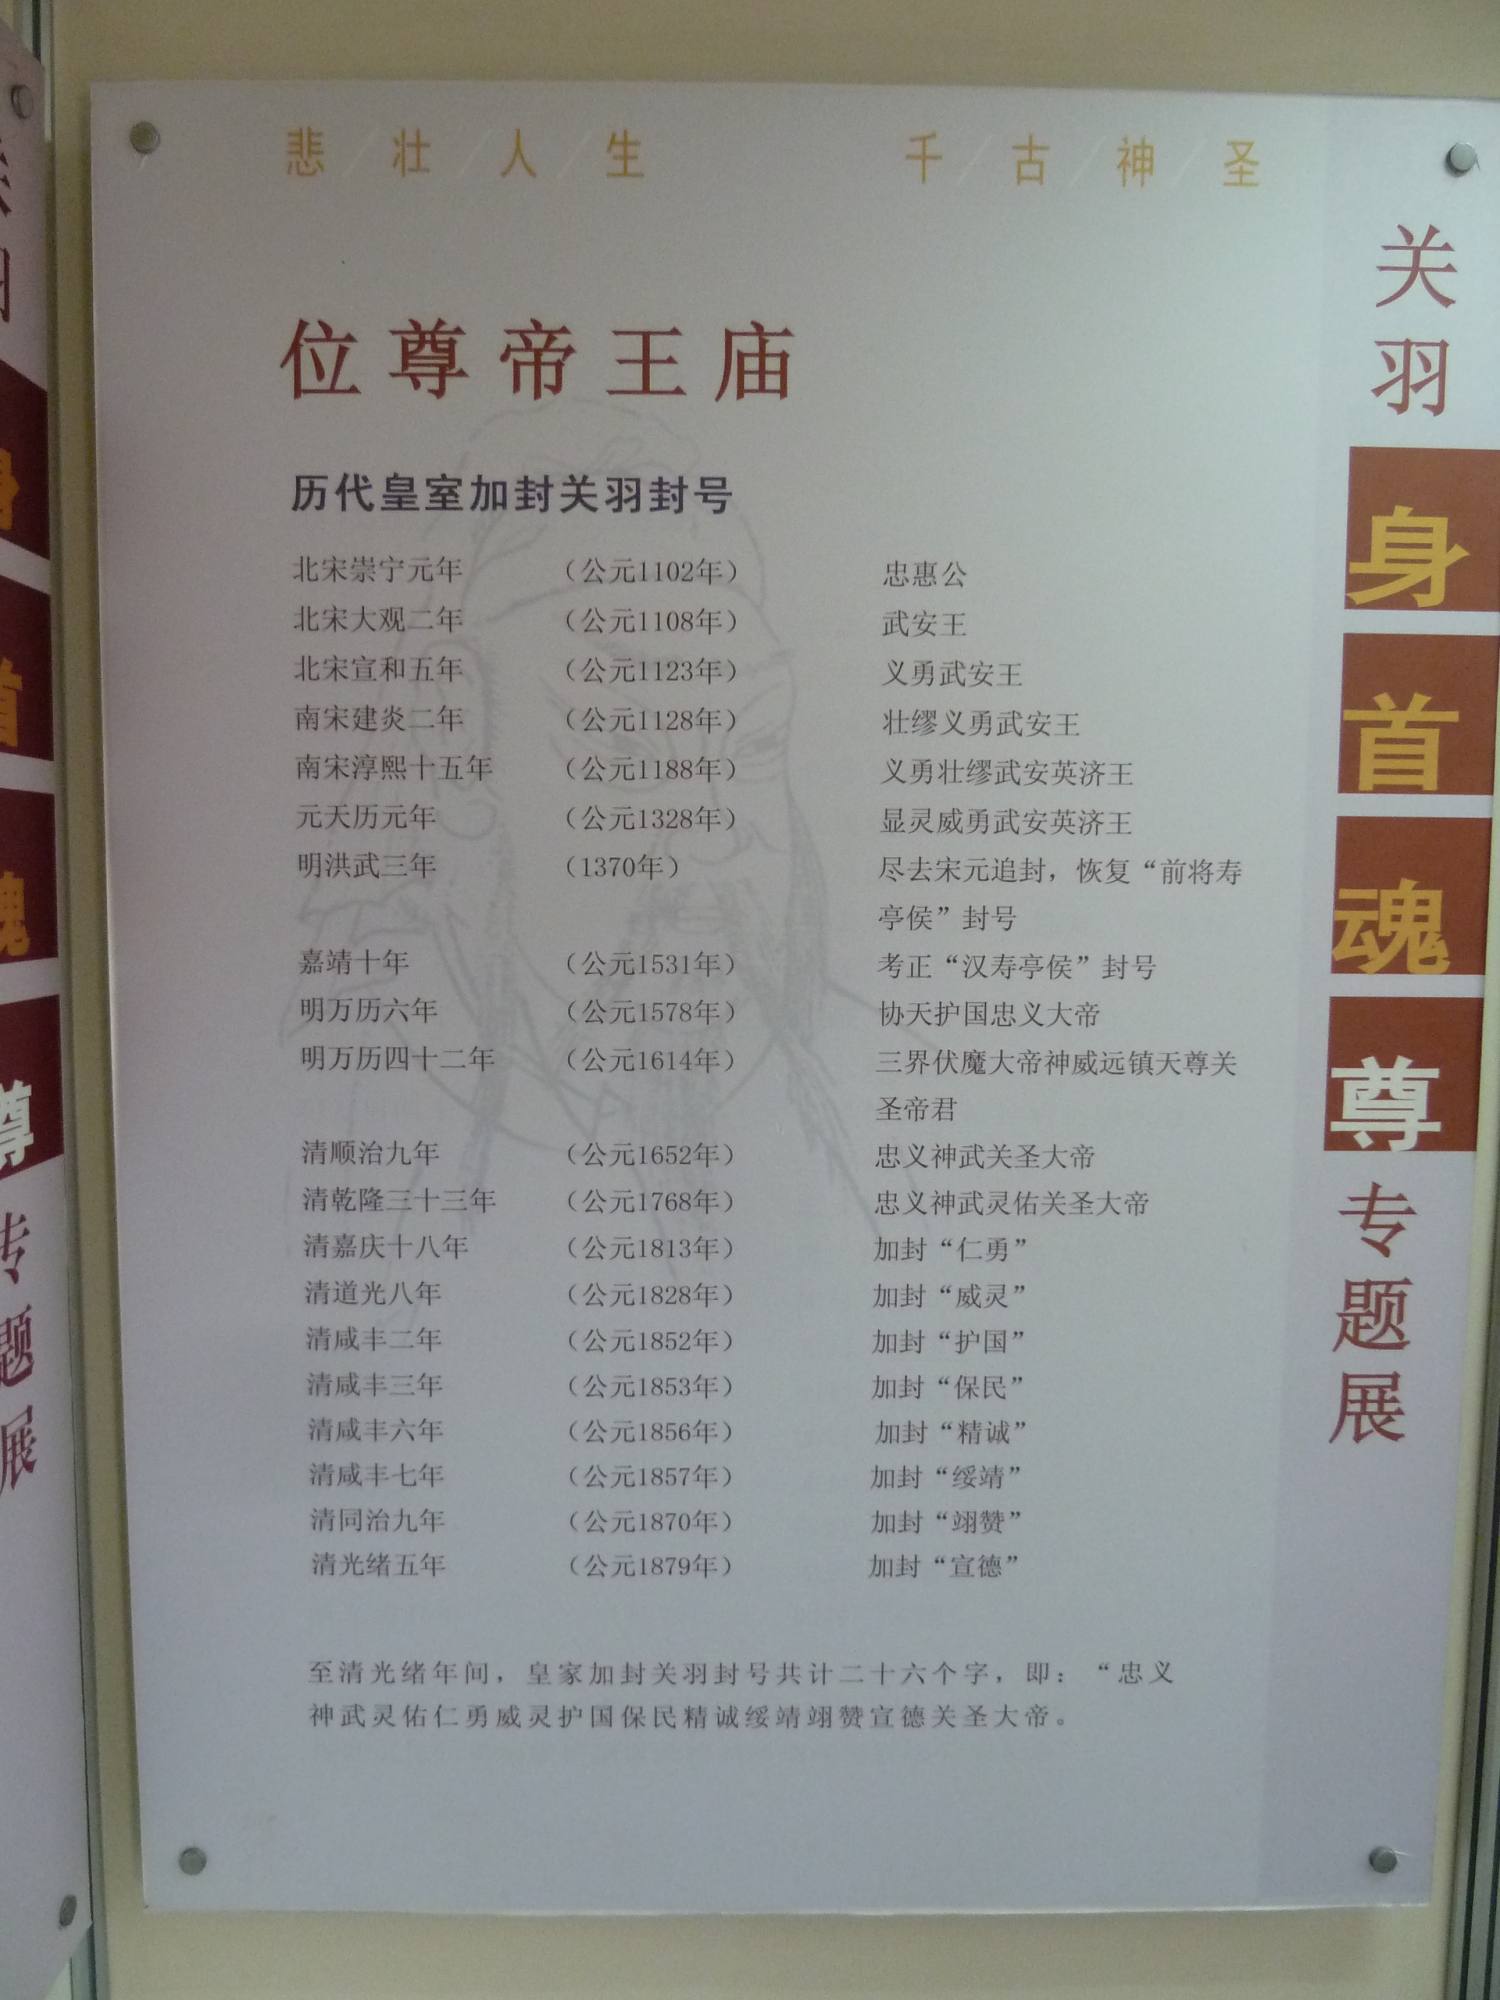 悲/壮/人/生 千/古/神/圣
位尊帝王庙
历代皇室加封关羽封号
北宋崇宁元年 （公元1102年） 忠惠公
北宋大观二年 （公元1108年） 武安王
北宋宣和五年 （公元1123年） 义勇武安王
南宋建炎二年 （公元1128年） 壮缪义勇武安王
南宋淳熙十五年 （公元1188年） 义勇壮缪武安英济王
元天历元年 （公元1328年） 显灵威勇武安英济王
明洪武三年 （1370年） 尽去宋元追封，恢复“前将寿
亭侯”封号
嘉靖十年 （公元1531年） 考正“汉寿亭侯”封号
明万历六年 （公元1578年） 协天护国忠义大帝
明万历四十二年 （公元1614年） 三界伏魔大帝神威远镇天尊关
圣帝君
清顺治九年 （公元1652年） 忠义神武关圣大帝
清乾隆三十三年 （公元1768年） 忠义神武灵佑关圣大帝
清嘉庆十八年 （公元1813年） 加封“仁勇”
清道光八年 （公元1828年） 加封“威灵”
清咸丰二年 （公元1852年） 加封“护国”
清咸丰三年 （公元1853年） 加封“保民”
清咸丰六年 （公元1856年） 加封“精诚”
清咸丰七年 （公元1857年） 加封“绥靖”
清同治九年 （公元1870年） 加封“翊赞”
清光绪五年 （公元1879年） 加封“宣德”
至清光绪年间，皇家加封关羽封号共计二十六个字，即：“忠义
神武灵佑仁勇威灵护国保民精诚绥靖翊赞宣德关圣大帝。
关羽身首魂尊专题展
首魂尊专题展